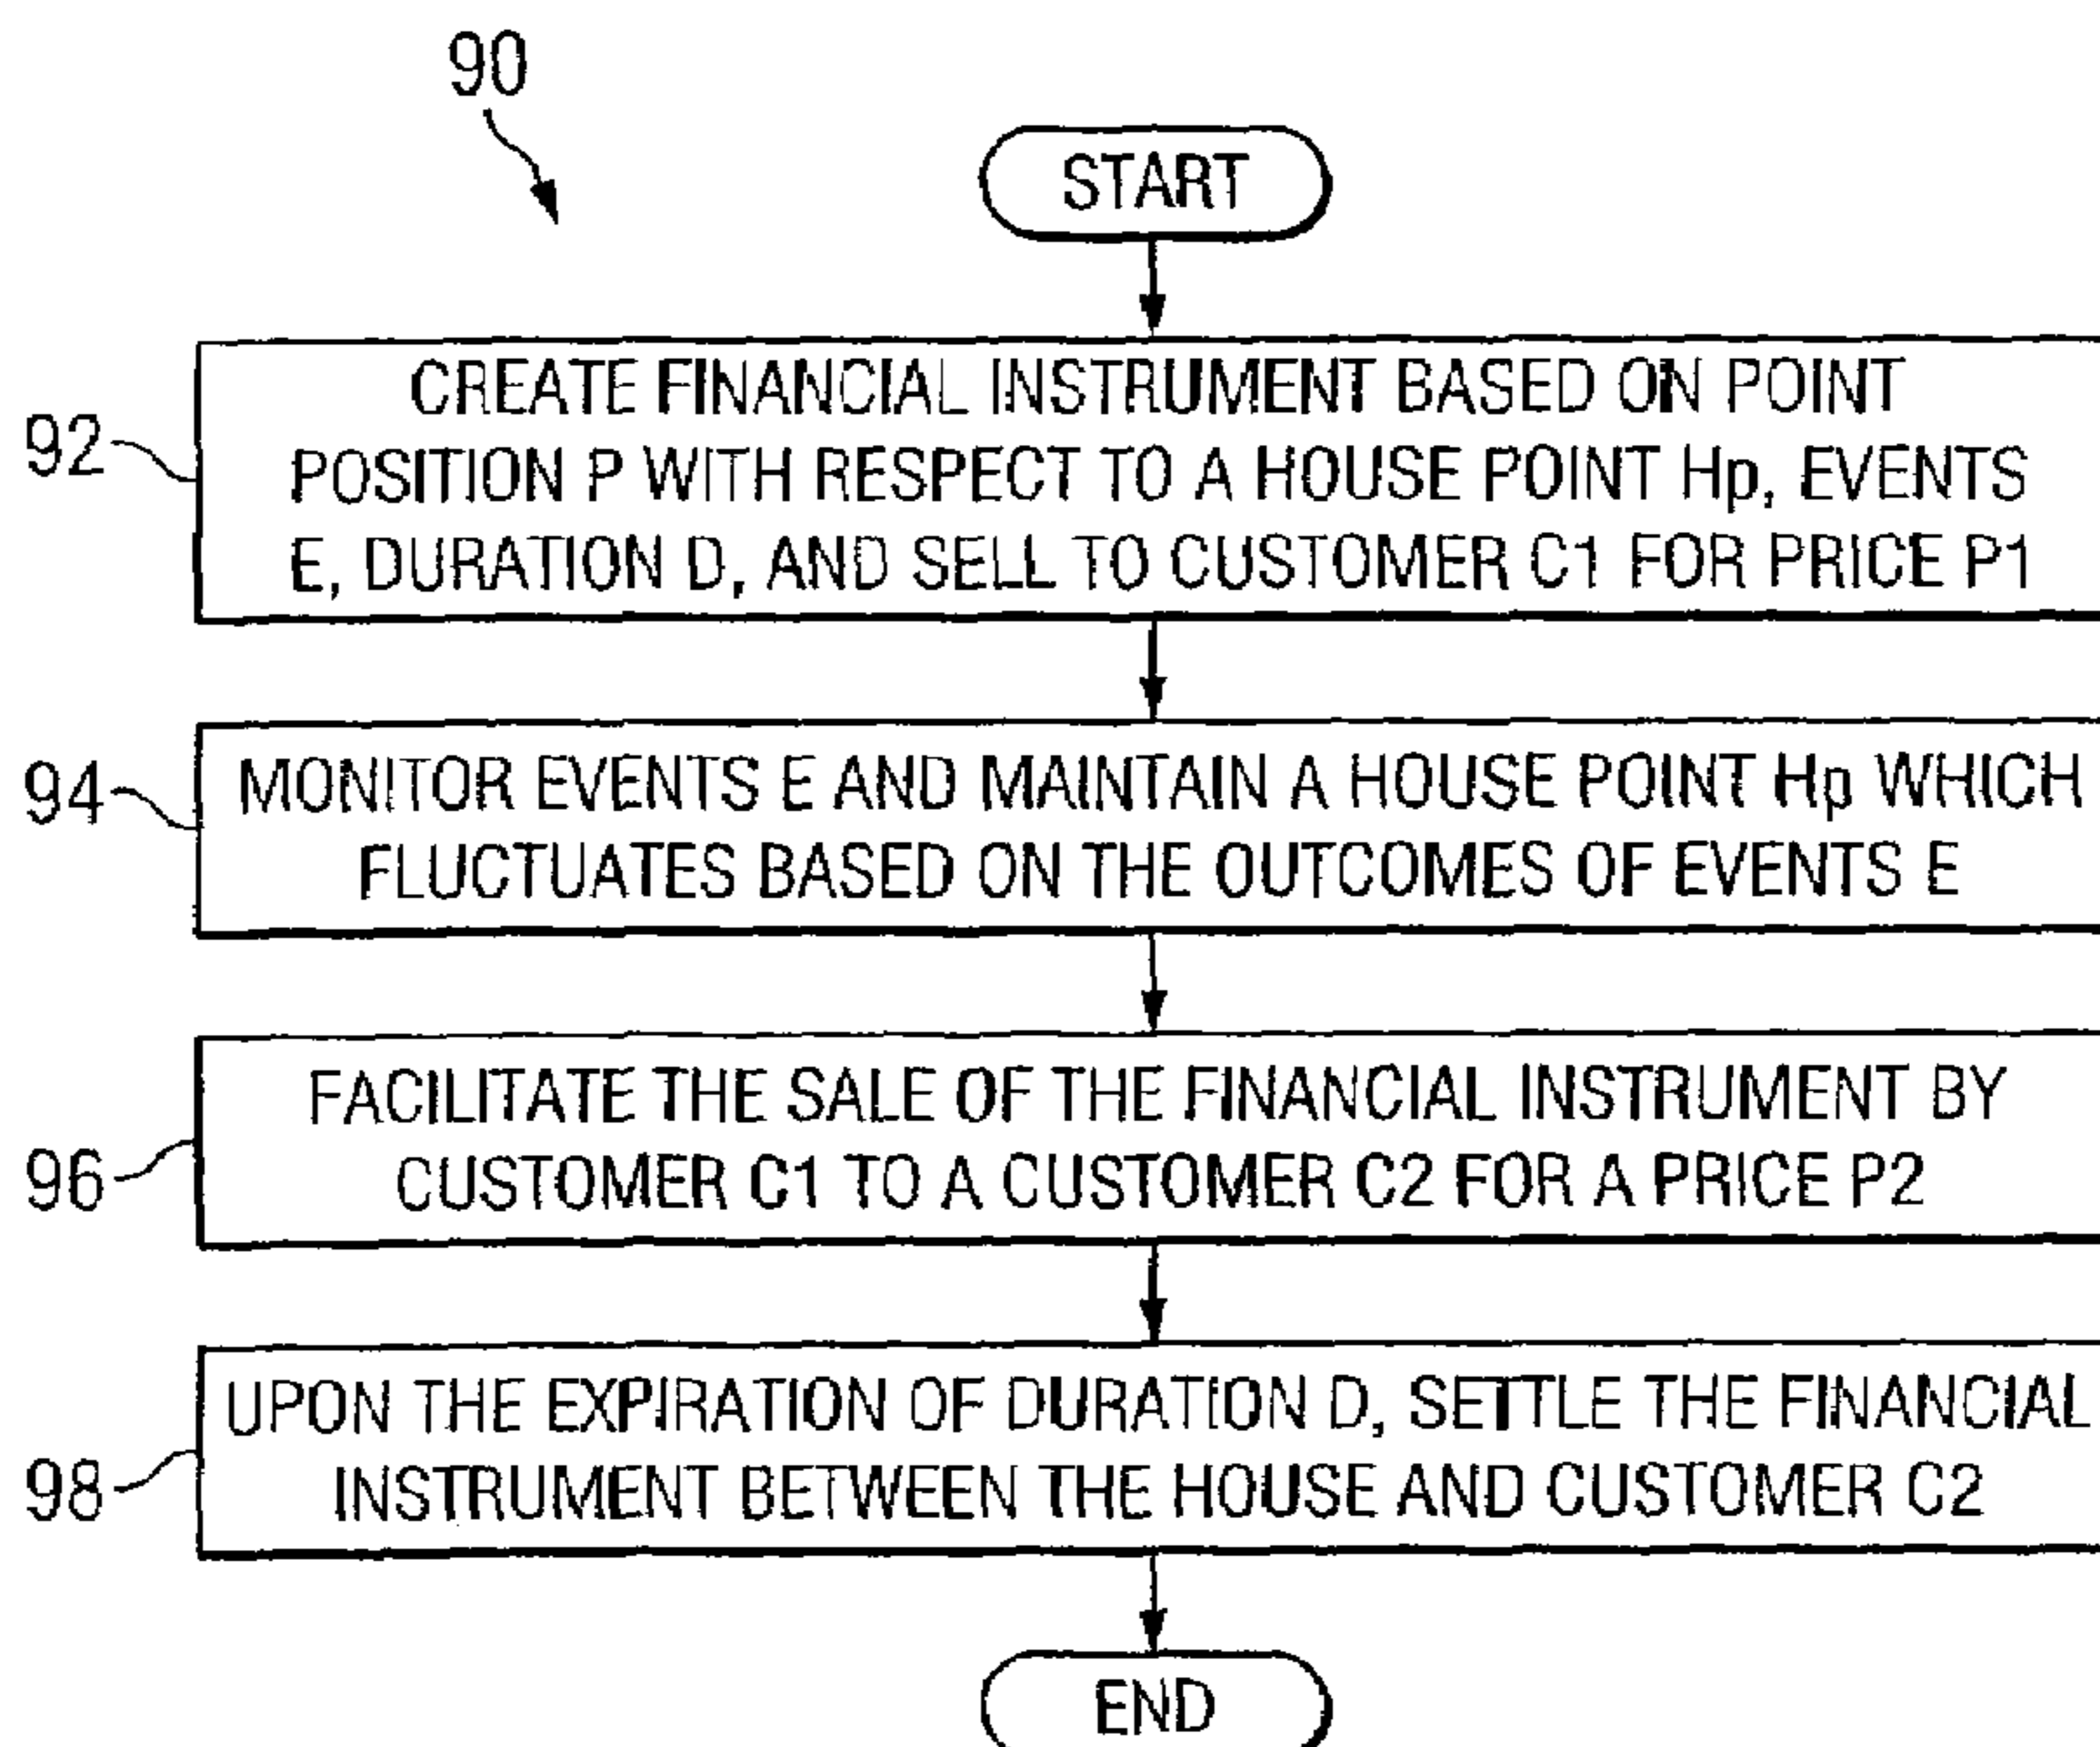 90
START
92
CREATE FINANCIAL INSTRUMENT BASED ON POINT
POSITION P WITH RESPECT TO A HOUSE POINT Hp, EVENTS
E, DURATION D, AND SELL TO CUSTOMER C1 FOR PRICE P1
94
MONITOR EVENTS E AND MAINTAIN A HOUSE POINT Hp WHICH
FLUCTUATES BASED ON THE OUTCOMES OF EVENTS E
96
FACILITATE THE SALE OF THE FINANCIAL INSTRUMENT BY
CUSTOMER C1 TO A CUSTOMER C2 FOR A PRICE P2
98
UPON THE EXPIRATION OF DURATION D, SETTLE THE FINANCIAL
INSTRUMENT BETWEEN THE HOUSE AND CUSTOMER C2
END